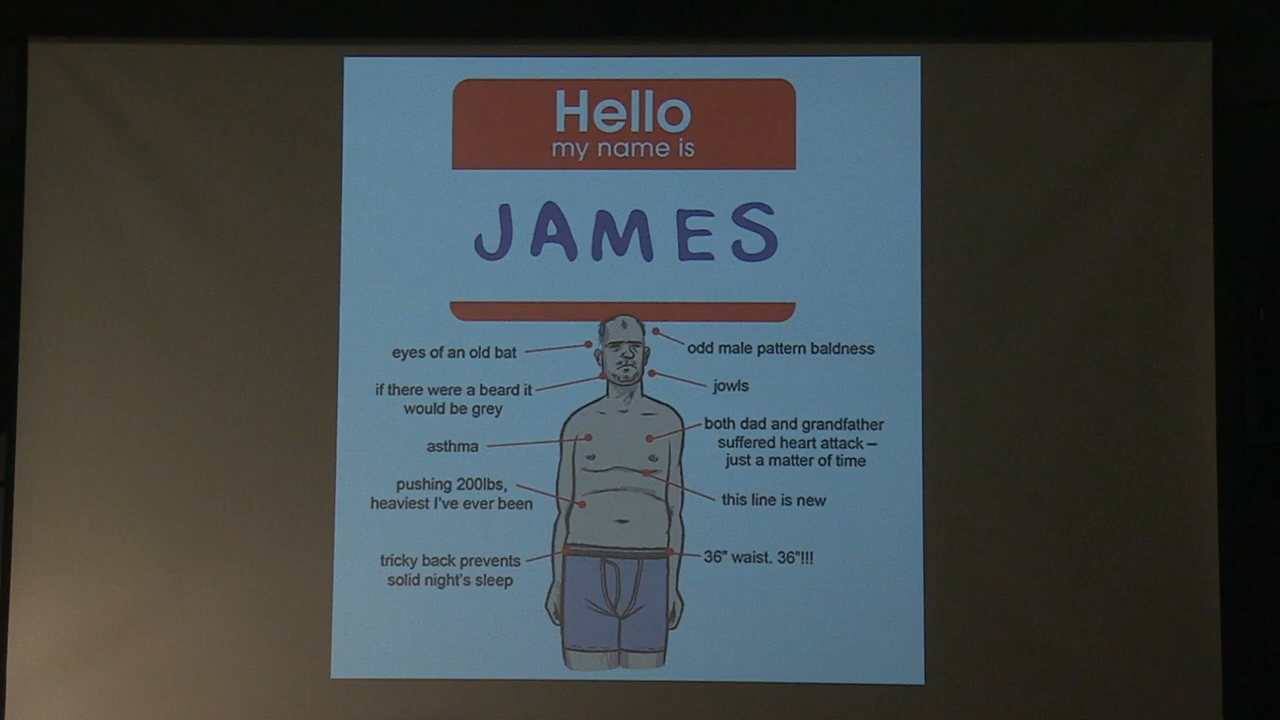 Hello
my name is
JAMES
eyes of an old bat
odd male pattern baldness
if there were a beard it
would be grey
jowls
asthma
both dad and grandfather
suffered heart attack –
just a matter of time
pushing 200lbs,
heaviest I've ever been
this line is new
tricky back prevents
solid night's sleep
36" waist. 36"!!!